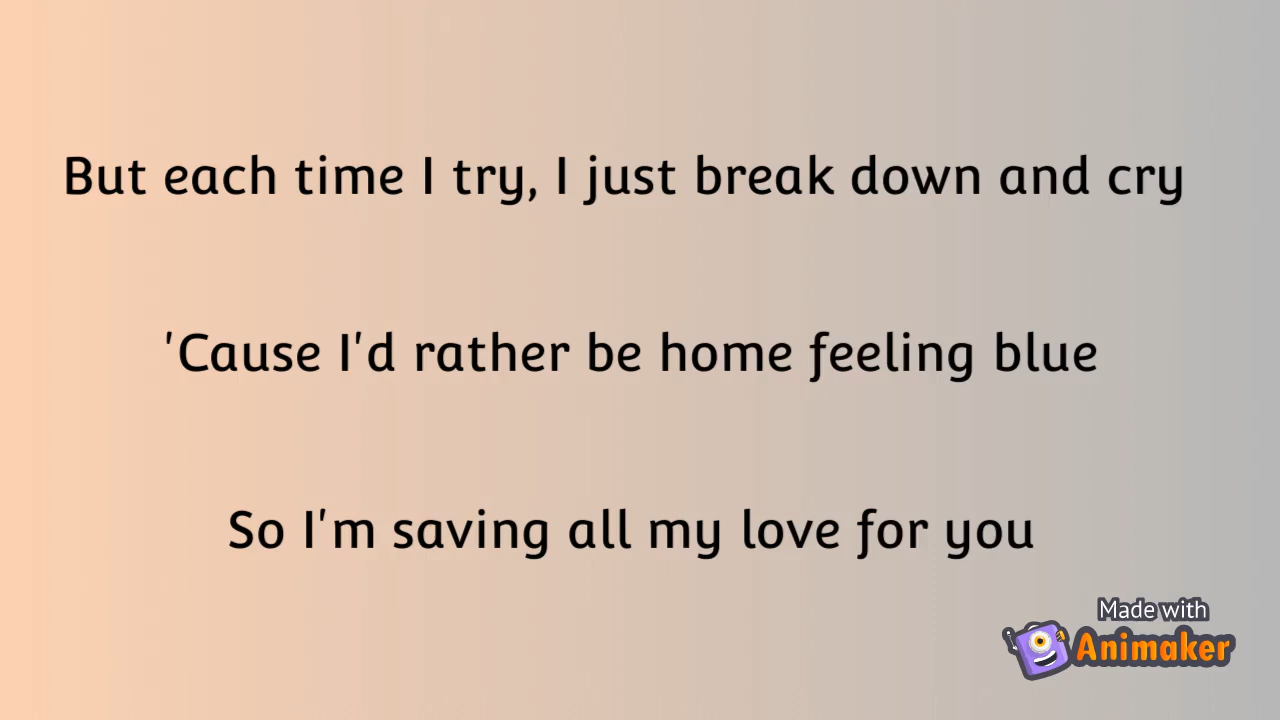 But each time I try, I just break down and cry
'Cause I'd rather be home feeling blue
So I'm saving all my love for you
Made with
Animaker